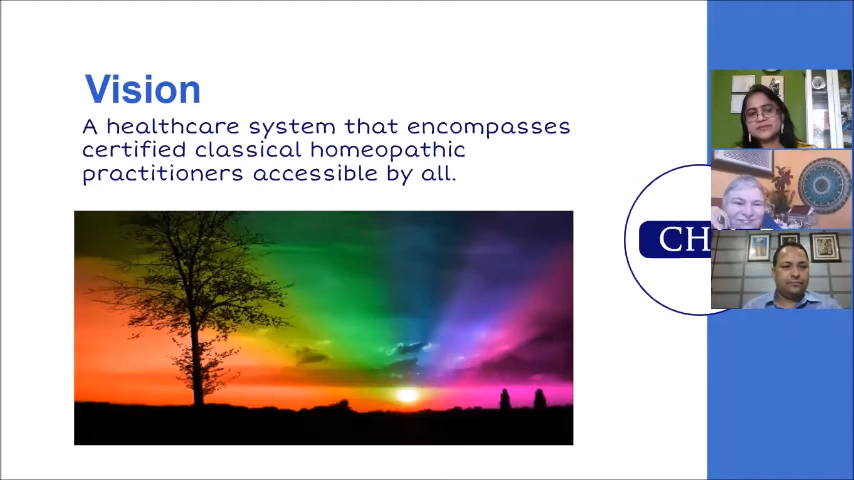 Vision
A healthcare system that encompasses
certified classical homeopathic
practitioners accessible by all.
CH